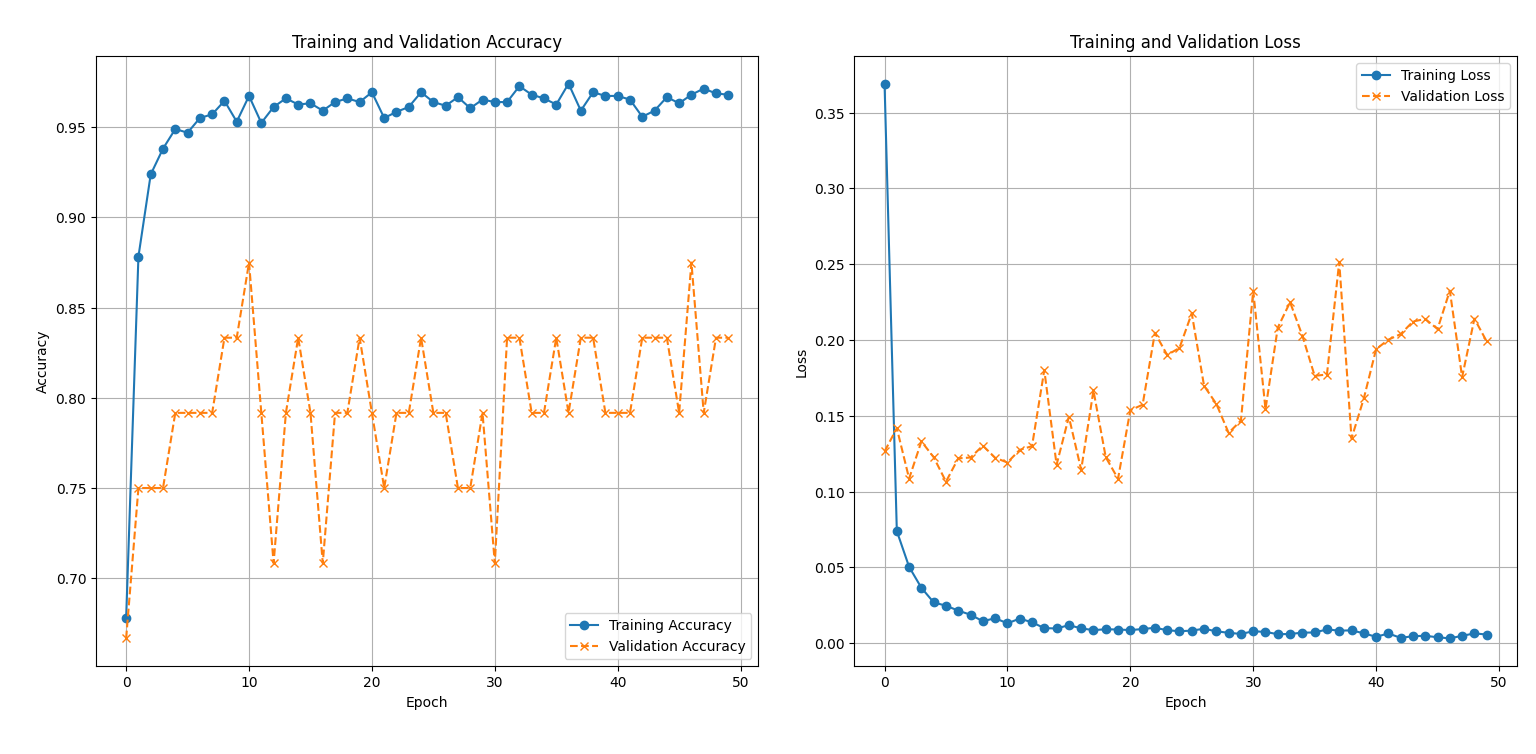 Training and Validation Accuracy
0.95
0.90
0.85
0.80
0.75
0.70
Accuracy
0
10
20
30
40
50
Epoch
Training Accuracy
Validation Accuracy
Training and Validation Loss
0.35
0.30
0.25
0.20
0.15
0.10
0.05
0.00
Loss
0
10
20
30
40
50
Epoch
Training Loss
Validation Loss